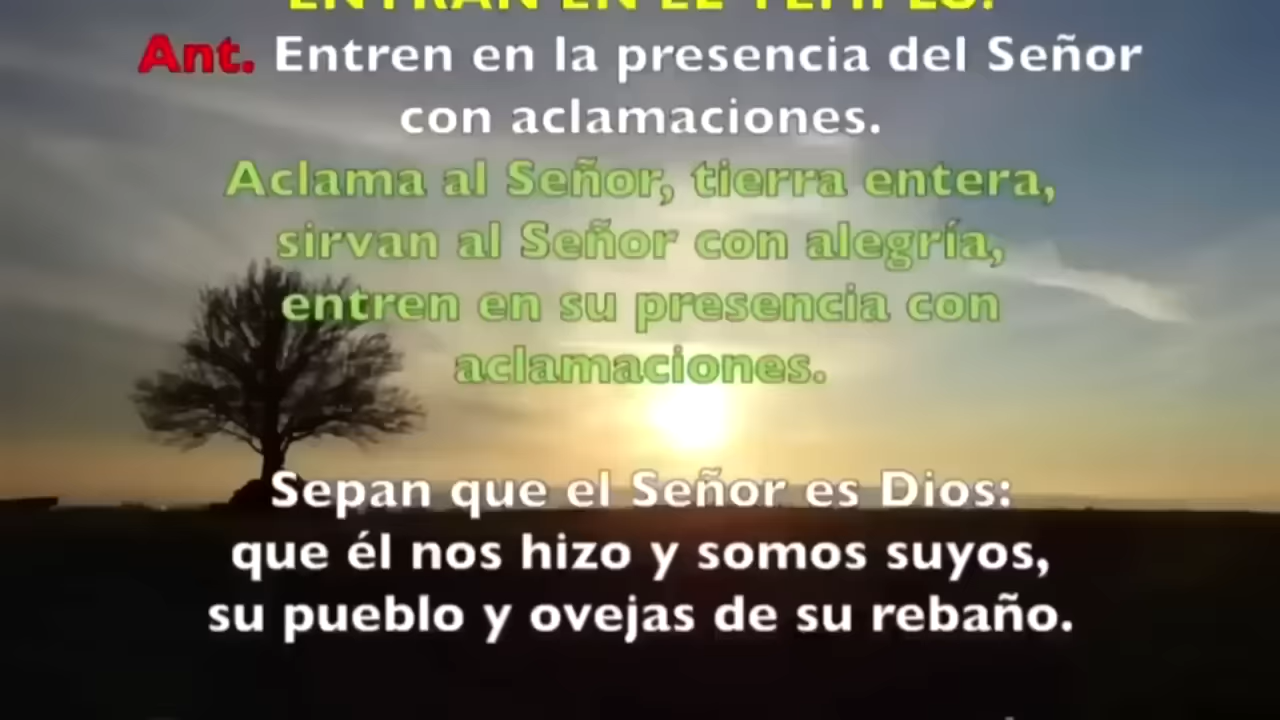 ENTRAN EN EL TEMPLO.
Ant. Entren en la presencia del Señor
con aclamaciones.
Aclama al Señor, tierra entera,
sirvan al Señor con alegría,
entren en su presencia con
aclamaciones.
Sepan que el Señor es Dios:
que él nos hizo y somos suyos,
su pueblo y ovejas de su rebaño.